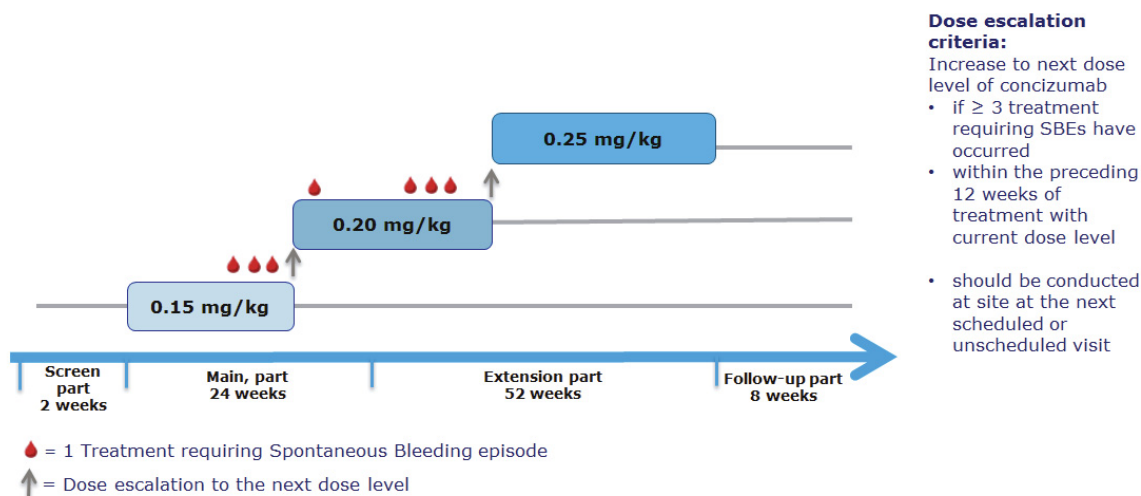 Dose escalation
criteria:
Increase to next dose
level of concizumab
• if ≥ 3 treatment
requiring SBEs have
occurred
• within the preceding
12 weeks of
treatment with
current dose level
• should be conducted
at site at the next
scheduled or
unscheduled visit
0.25 mg/kg
0.20 mg/kg
0.15 mg/kg
Screen
part
2 weeks
Main, part
24 weeks
Extension part
52 weeks
Follow-up part
8 weeks
= 1 Treatment requiring Spontaneous Bleeding episode
= Dose escalation to the next dose level